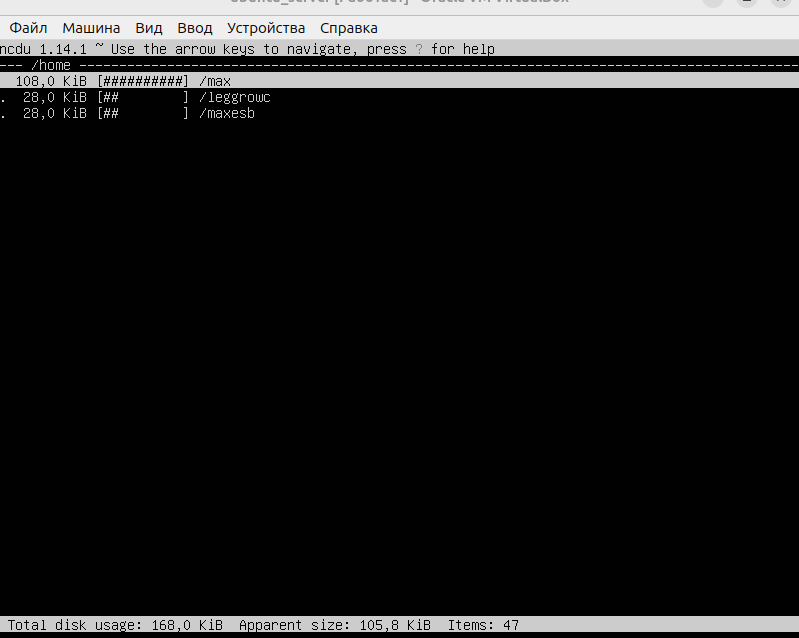 Файл Машина Вид Ввод Устройства Справка
ncdu 1.14.1 ~ Use the arrow keys to navigate, press ? for help
--- /home ----------------------------------------------------------------------
108,0 KiB [##########] /max
. 28,0 KiB [##        ] /leggrowc
. 28,0 KiB [##        ] /maxesb
Total disk usage: 168,0 KiB Apparent size: 105,8 KiB Items: 47